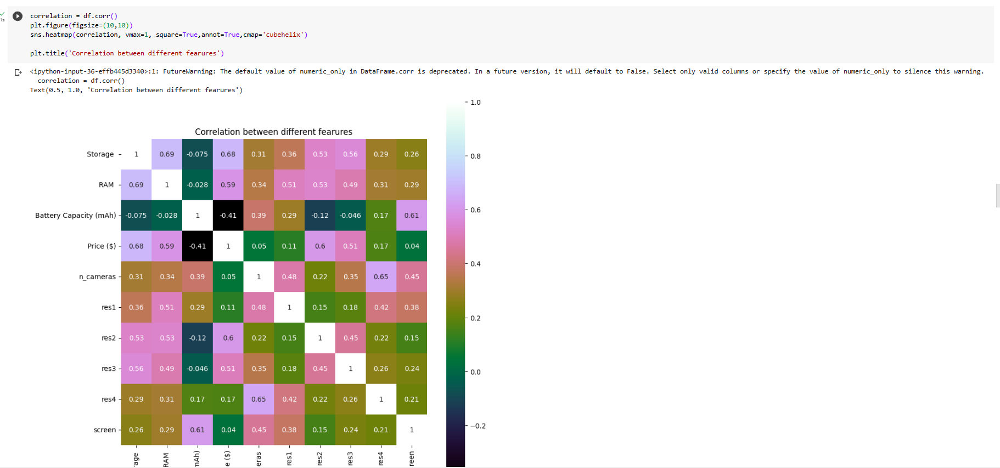 1s
correlation = df.corr()
plt.figure(figsize=(10,10))
sns.heatmap(correlation, vmax=1, square=True,annot=True,cmap='cubehelix')
plt.title('Correlation between different fearures')
<ipython-input-36-effb445d3340>:1: FutureWarning: The default value of numeric_only in DataFrame.corr is deprecated. In a future version, it will default to False. Select only valid columns or specify the value of numeric_only to silence this warning.
correlation = df.corr()
Text(0.5, 1.0, 'Correlation between different fearures')
1.0
Correlation between different fearures
Storage 1 0.69 -0.075 0.68 0.31 0.36 0.53 0.56 0.29 0.26
0.8
RAM 0.69 1 -0.028 0.59 0.34 0.51 0.53 0.49 0.31 0.29
Battery Capacity (mAh) -0.075 -0.028 1 -0.41 0.39 0.29 -0.12 -0.046 0.17 0.61
0.6
Price ($) 0.68 0.59 -0.41 1 0.05 0.11 0.6 0.51 0.17 0.04
0.4
n_cameras 0.31 0.34 0.39 0.05 1 0.48 0.22 0.35 0.65 0.45
res1 0.36 0.51 0.29 0.11 0.48 1 0.15 0.18 0.42 0.38
0.2
res2 0.53 0.53 -0.12 0.6 0.22 0.15 1 0.45 0.22 0.15
res3 0.56 0.49 -0.046 0.51 0.35 0.18 0.45 1 0.26 0.24
0.0
res4 0.29 0.31 0.17 0.17 0.65 0.42 0.22 0.26 1 0.21
−0.2
screen 0.26 0.29 0.61 0.04 0.45 0.38 0.15 0.24 0.21 1
rage RAM mAh) e ($) eras res1 res2 res3 res4 reen